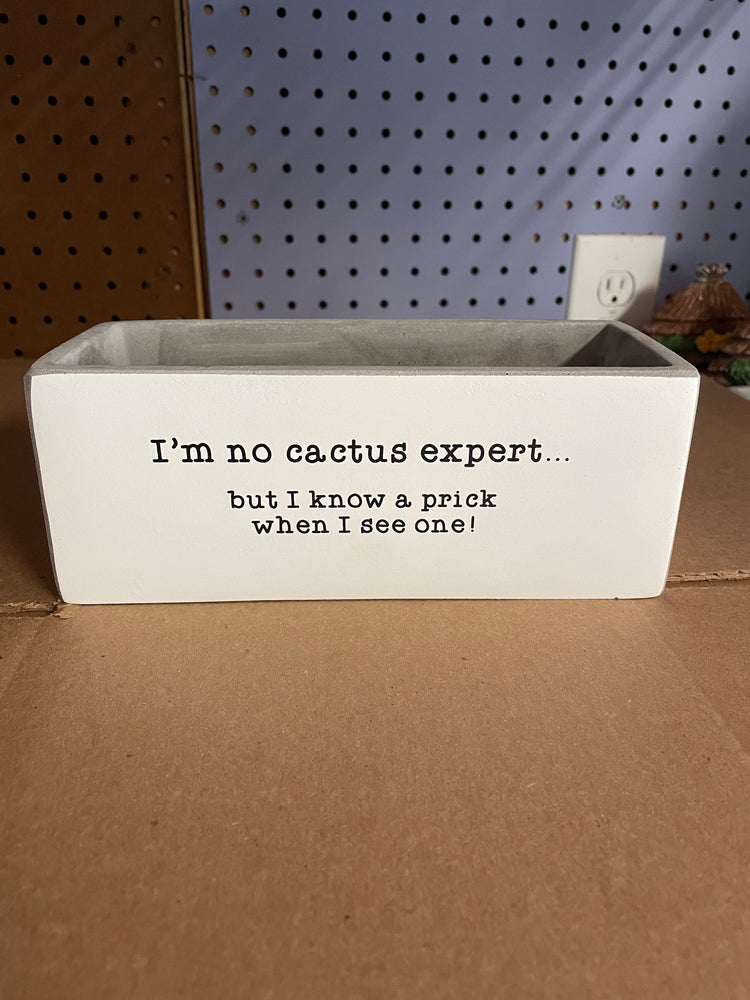 I'm no cactus expert...
but I know a prick
when I see one!